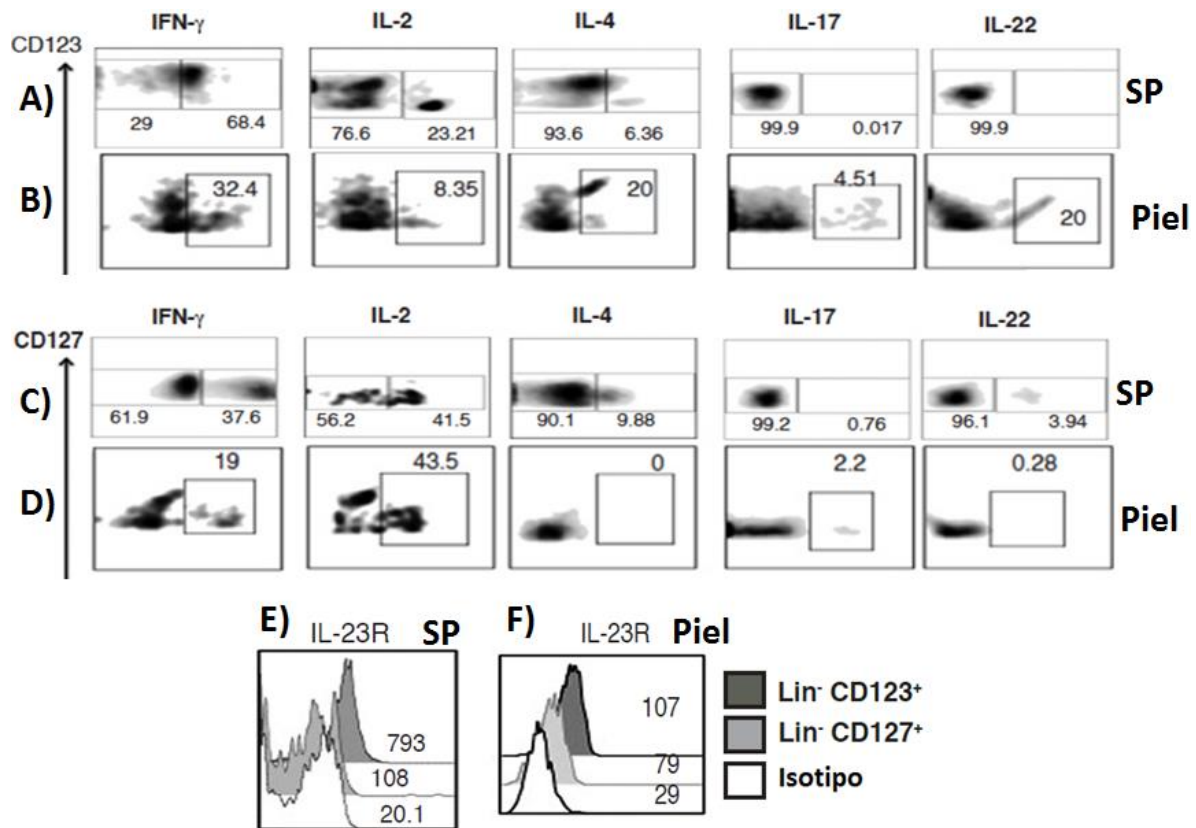 IFN-γ IL-2 IL-4 IL-17 IL-22
CD123
A) SP
29 68.4 76.6 23.21 93.6 6.36 99.9 0.017 99.9
B) 32.4 8.35 20 4.51 20 Piel
IFN-γ IL-2 IL-4 IL-17 IL-22
CD127
C) SP
61.9 37.6 56.2 41.5 90.1 9.88 99.2 0.76 96.1 3.94
D) 19 43.5 0 2.2 0.28 Piel
E) IL-23R SP F) IL-23R Piel
793
108
20.1
107
79
29
Lin- CD123+
Lin- CD127+
Isotipo